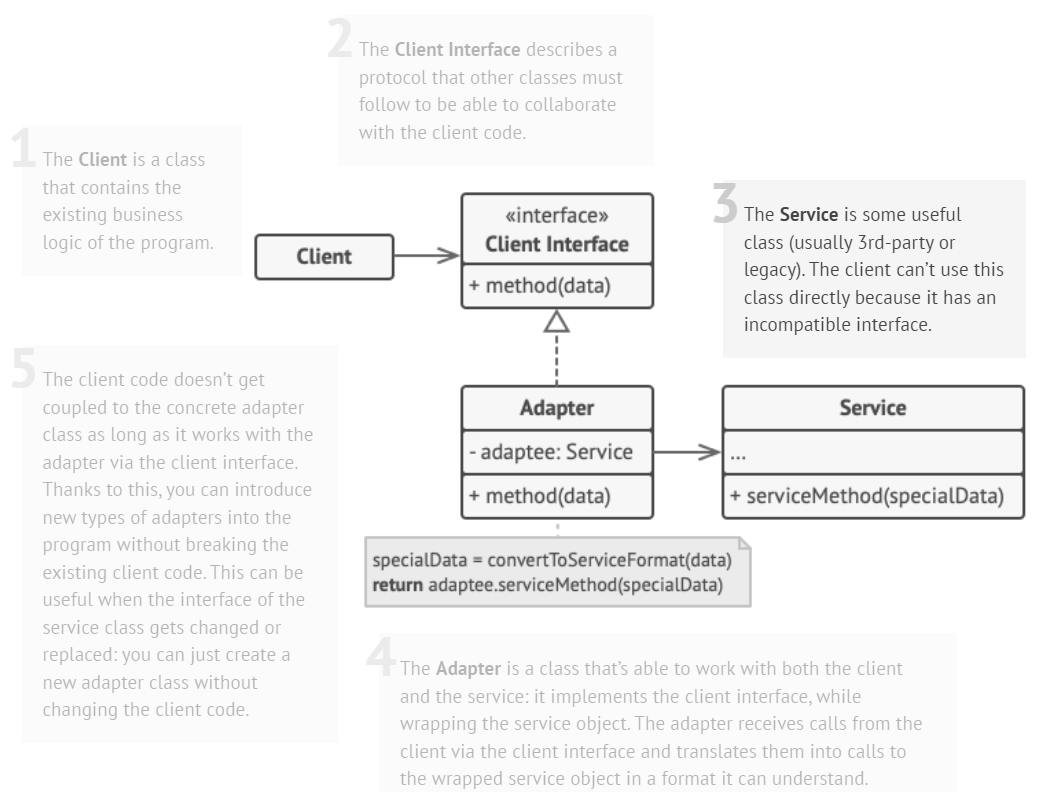 1
The Client is a class
that contains the
existing business
logic of the program.
2
The Client Interface describes a
protocol that other classes must
follow to be able to collaborate
with the client code.
3
The Service is some useful
class (usually 3rd-party or
legacy). The client can’t use this
class directly because it has an
incompatible interface.
Client
«interface»
Client Interface
+ method(data)
Adapter
- adaptee: Service
+ method(data)
Service
...
+ serviceMethod(specialData)
specialData = convertToServiceFormat(data)
return adaptee.serviceMethod(specialData)
4
The Adapter is a class that’s able to work with both the client
and the service: it implements the client interface, while
wrapping the service object. The adapter receives calls from the
client via the client interface and translates them into calls to
the wrapped service object in a format it can understand.
5
The client code doesn’t get
coupled to the concrete adapter
class as long as it works with the
adapter via the client interface.
Thanks to this, you can introduce
new types of adapters into the
program without breaking the
existing client code. This can be
useful when the interface of the
service class gets changed or
replaced: you can just create a
new adapter class without
changing the client code.